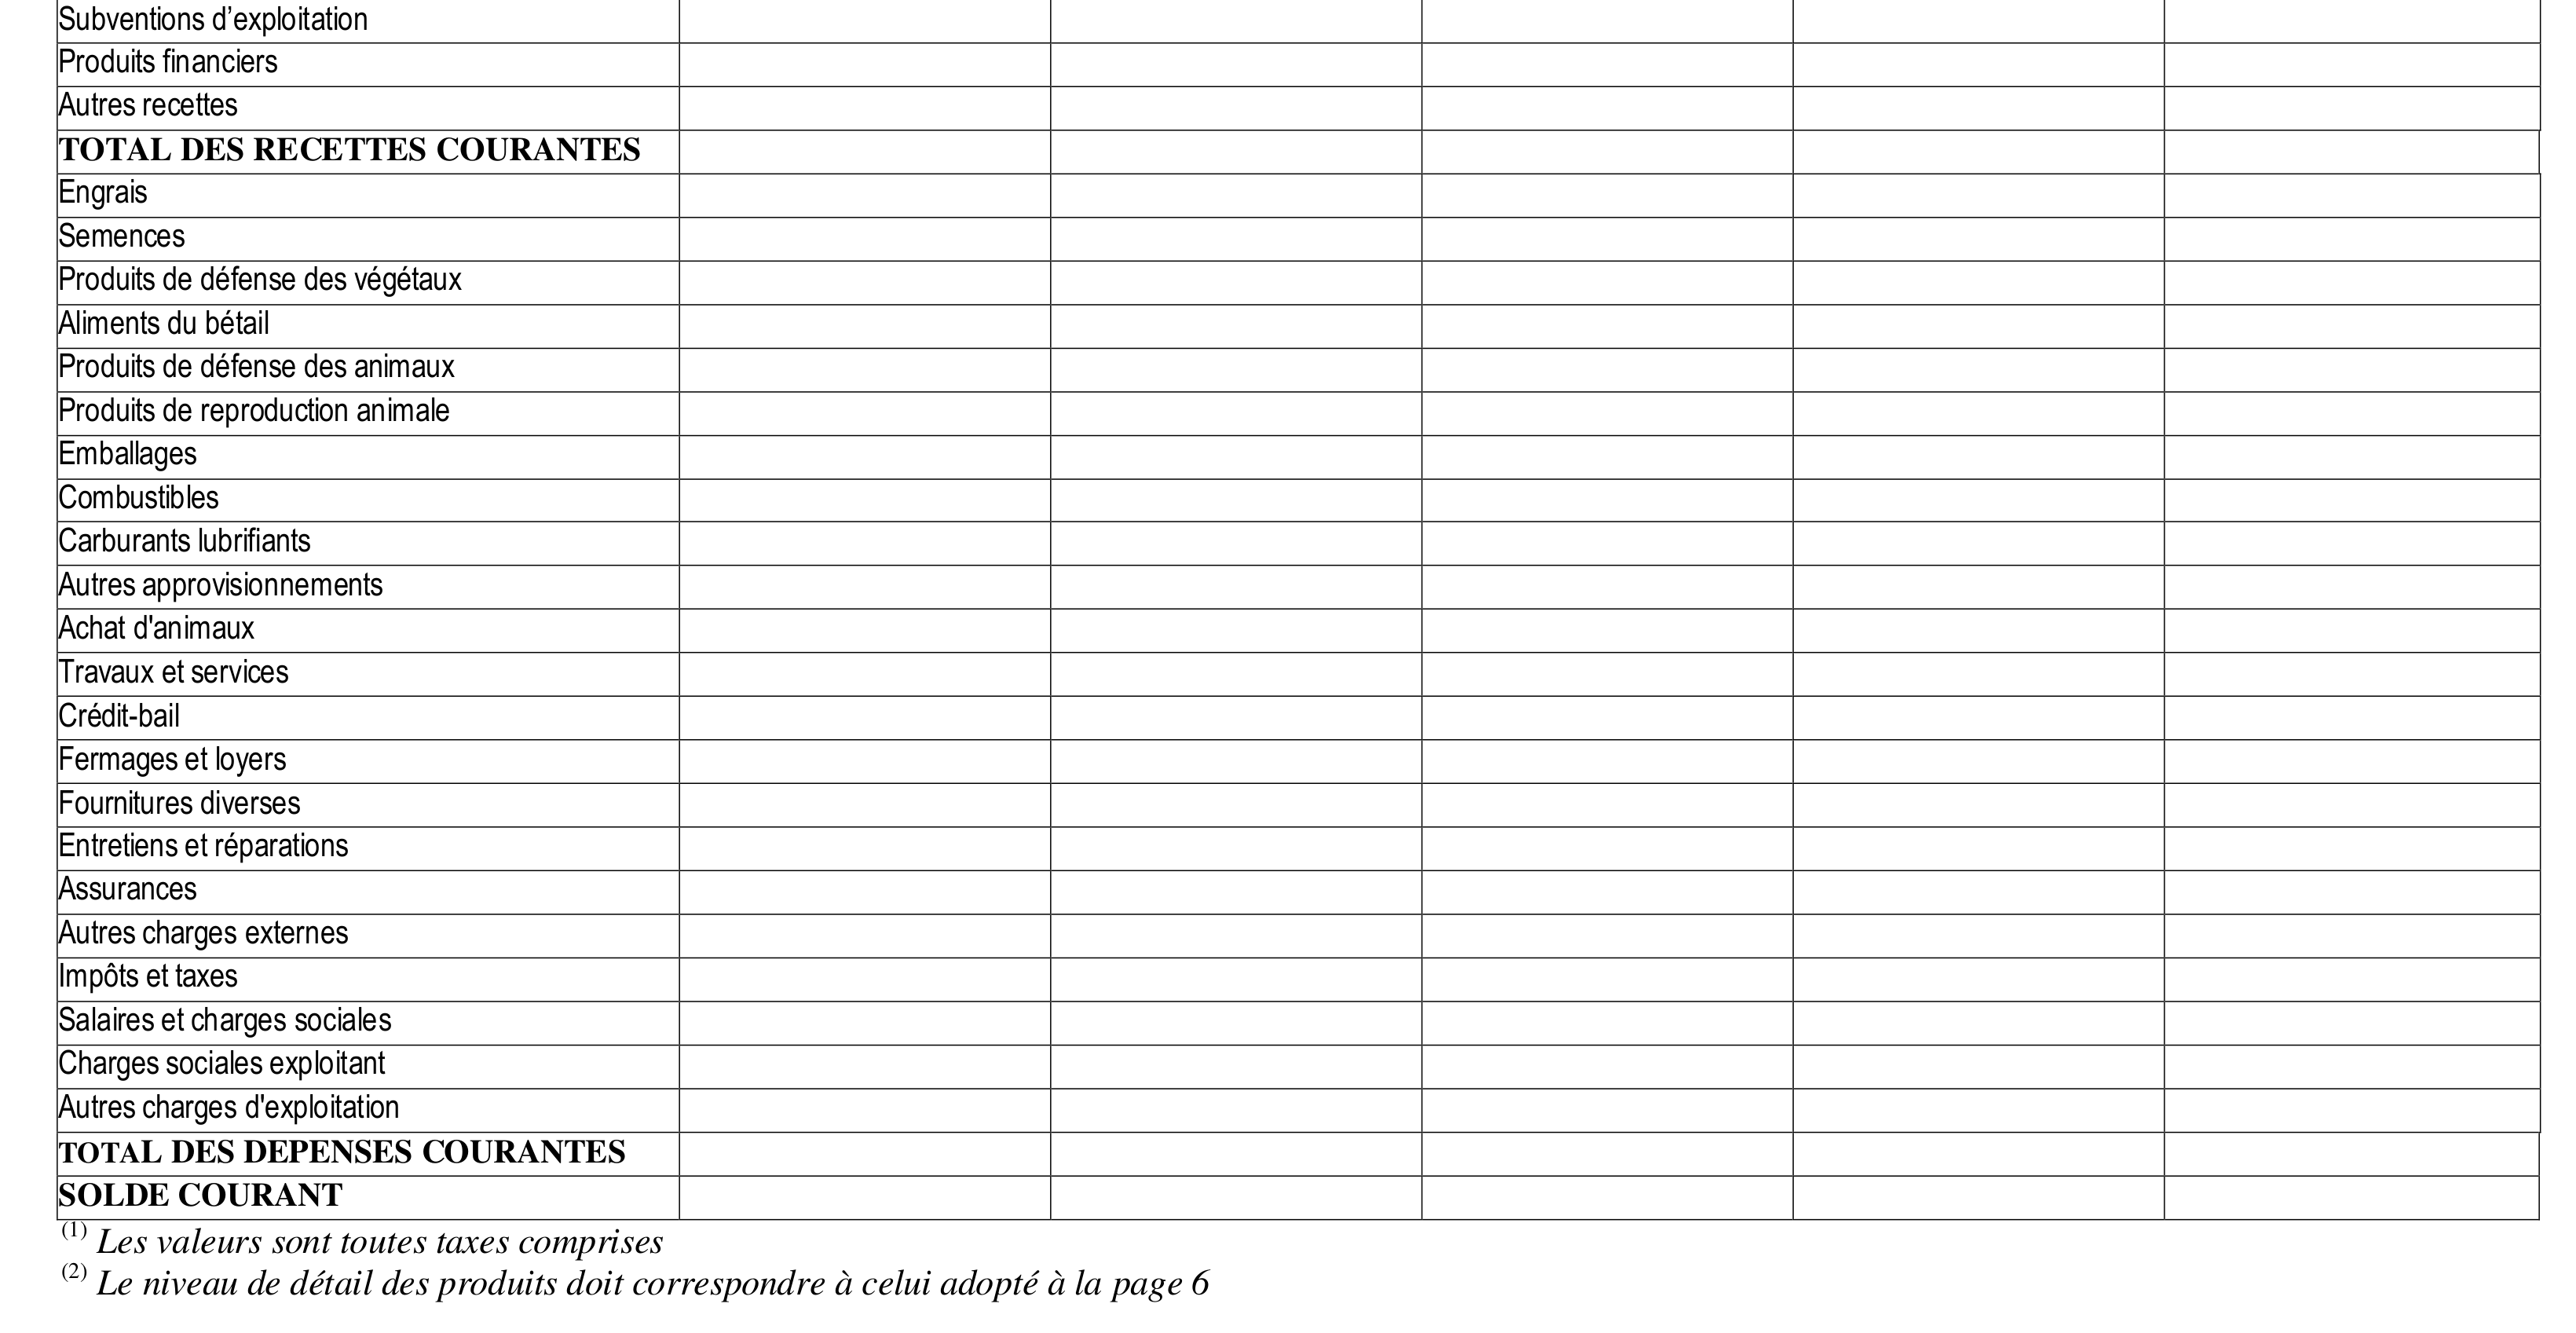 Subventions d’exploitation
Produits financiers
Autres recettes
TOTAL DES RECETTES COURANTES
Engrais
Semences
Produits de défense des végétaux
Aliments du bétail
Produits de défense des animaux
Produits de reproduction animale
Emballages
Combustibles
Carburants lubrifiants
Autres approvisionnements
Achat d'animaux
Travaux et services
Crédit-bail
Fermages et loyers
Fournitures diverses
Entretiens et réparations
Assurances
Autres charges externes
Impôts et taxes
Salaires et charges sociales
Charges sociales exploitant
Autres charges d'exploitation
TOTAL DES DEPENSES COURANTES
SOLDE COURANT
(1) Les valeurs sont toutes taxes comprises
(2) Le niveau de détail des produits doit correspondre à celui adopté à la page 6